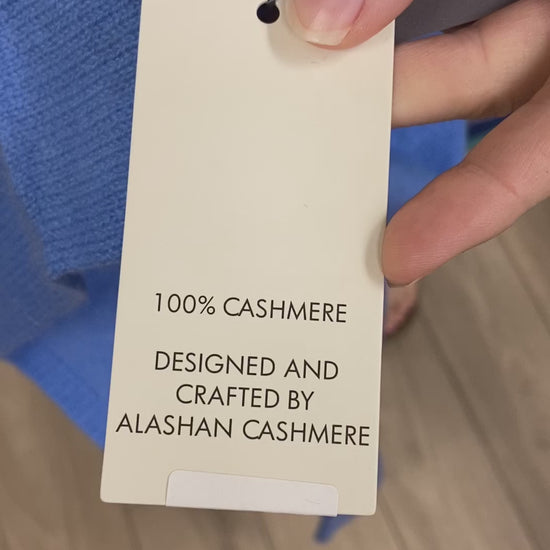 100% CASHMERE
DESIGNED AND
CRAFTED BY
ALASHAN CASHMERE